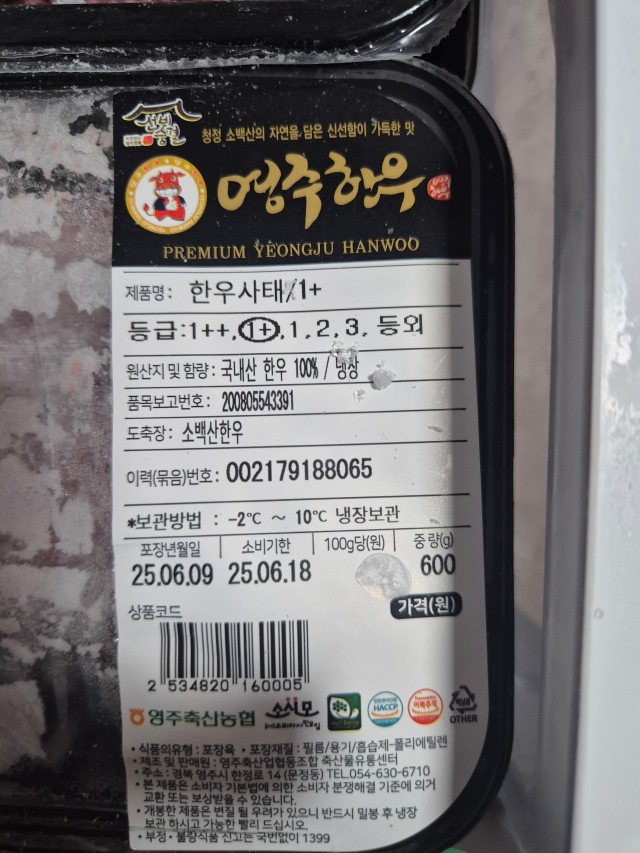 선비숨결
청정 소백산의 자연을 담은 신선함이 가득한 맛
영주한우
PREMIUM YEONGJU HANWOO
제품명: 한우사태/1+
등급:1++,1+,1,2,3, 등외
원산지 및 함량: 국내산 한우 100% / 냉장
품목보고번호: 200805543391
도축장: 소백산한우
이력(묶음)번호: 002179188065
*보관방법 : -2℃ ~ 10℃ 냉장보관
포장년월일 소비기한 100g당(원) 중량(g)
25.06.09 25.06.18 600
가격(원)
상품코드
2 534820 160005
영주축산농협 소시모 HACCP 이력추적 OTHER
• 식품의유형 : 포장육 • 포장재질 : 필름/용기/흡습제-폴리에틸렌
• 제조 및 판매원 : 영주축산업협동조합 축산물유통센터
• 주소 : 경북 영주시 한정로 14 (문정동) TEL.054-630-6710
• 본 제품은 소비자 기본법에 의한 소비자 분쟁해결 기준에 의거
교환 또는 보상받을 수 있습니다.
• 개봉한 제품은 변질 될 우려가 있으니 반드시 밀봉 후 냉장
보관 하시고 가능한 빨리 드십시오.
• 부정·불량식품 신고는 국번없이 1399